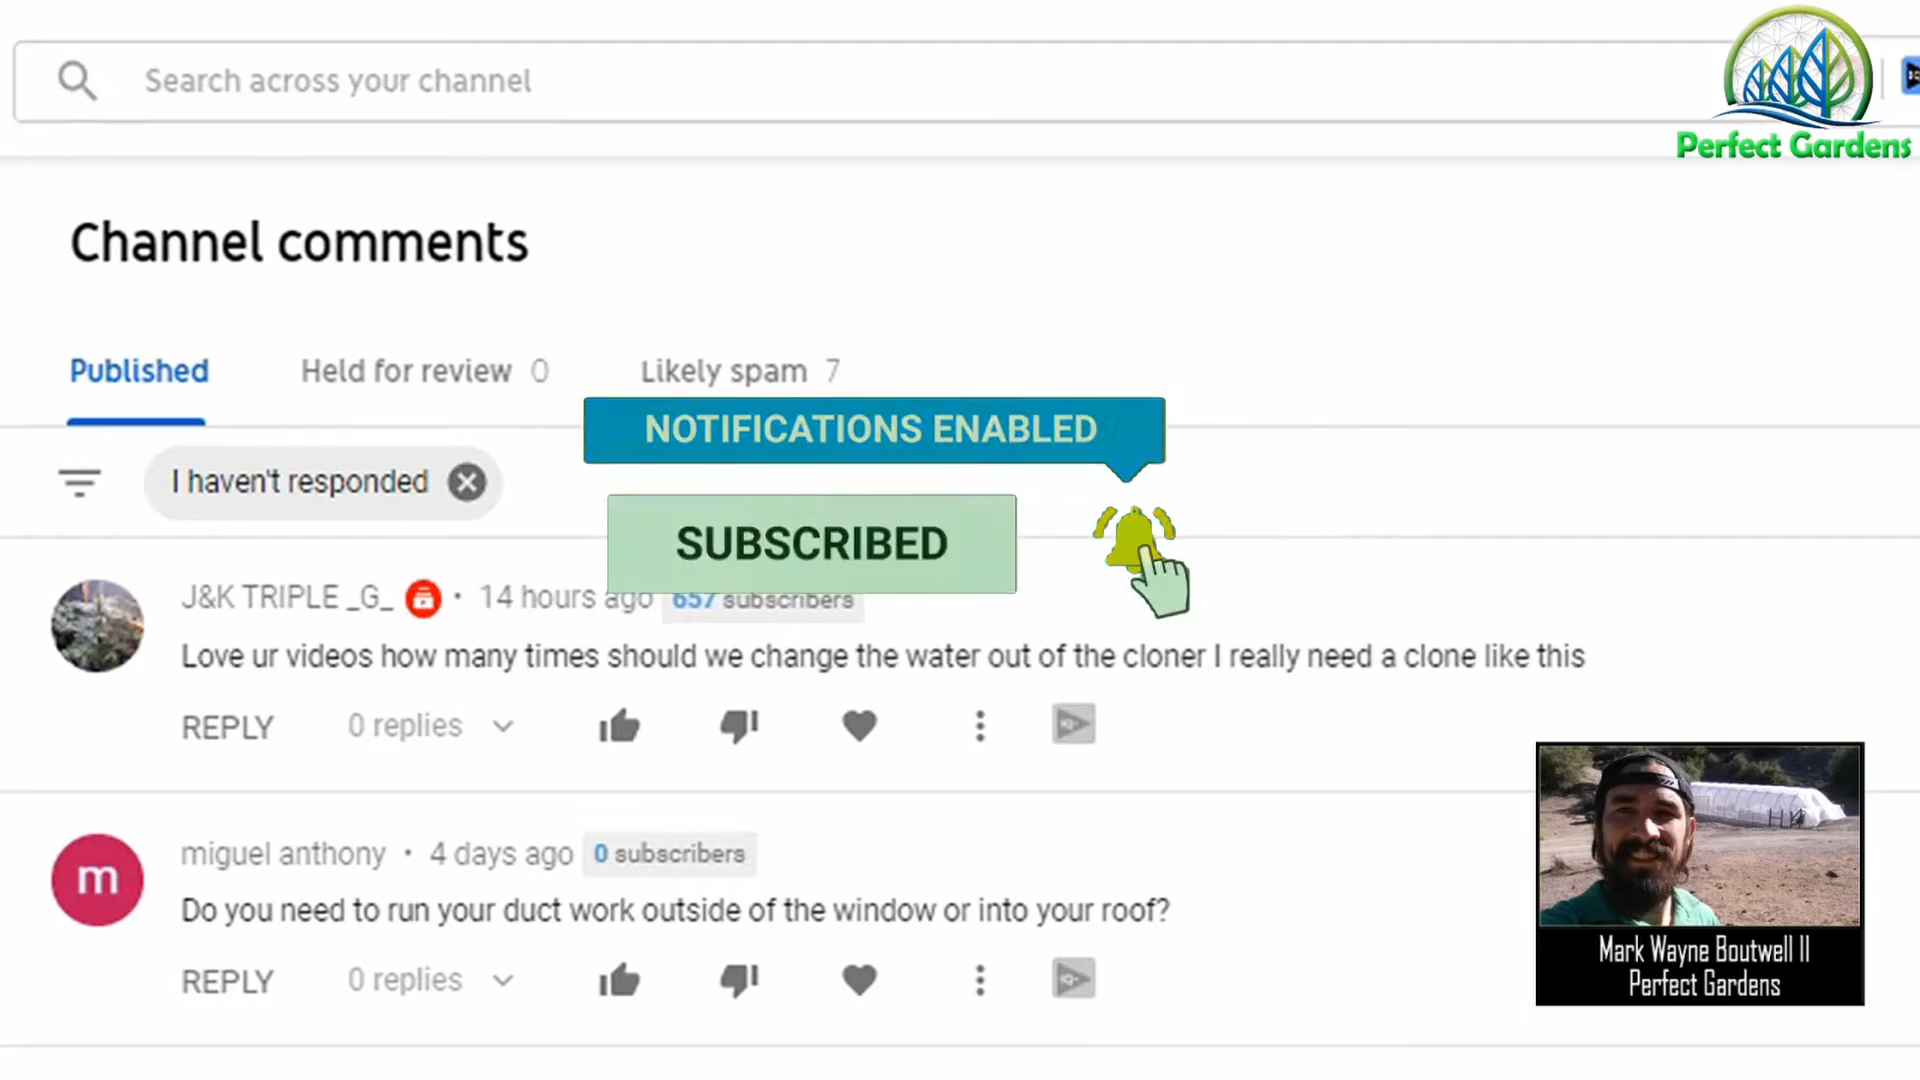 Search across your channel
Perfect Gardens
Channel comments
Published Held for review 0 Likely spam 7
NOTIFICATIONS ENABLED
I haven't responded
SUBSCRIBED
J&K TRIPLE _G_ • 14 hours ago 657 subscribers
Love ur videos how many times should we change the water out of the cloner I really need a clone like this
REPLY 0 replies
miguel anthony • 4 days ago 0 subscribers
m
Do you need to run your duct work outside of the window or into your roof?
REPLY 0 replies
Mark Wayne Boutwell II
Perfect Gardens